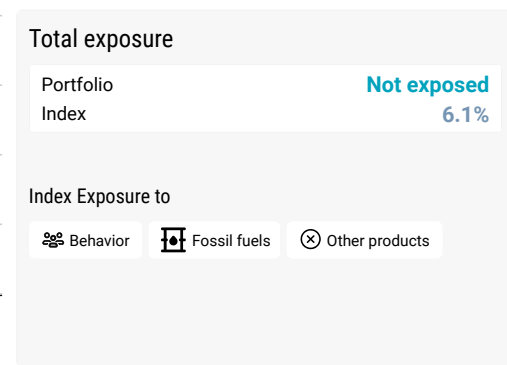 Total exposure
Portfolio Not exposed
Index 6.1%
Index Exposure to
Behavior Fossil fuels Other products